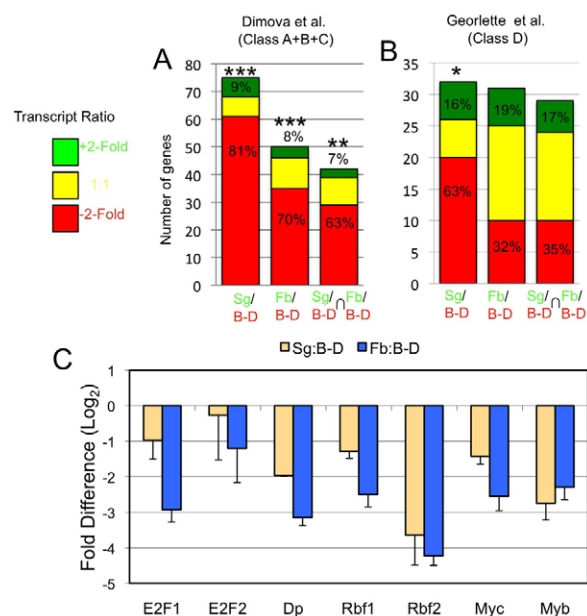 Dimova et al.
(Class A+B+C)
Georlette et al.
(Class D)
A
B
Transcript Ratio
+2-Fold
1:1
-2-Fold
Number of genes
80
70
60
50
40
30
20
10
0
***
9%
81%
***
8%
70%
**
7%
63%
Sg/
B-D
Fb/
B-D
Sg/ ∩ Fb/
B-D B-D
35
30
25
20
15
10
5
0
*
16%
63%
19%
32%
17%
35%
Sg/
B-D
Fb/
B-D
Sg/ ∩ Fb/
B-D B-D
C
Sg:B-D Fb:B-D
Fold Difference (Log2)
0
-1
-2
-3
-4
-5
E2F1 E2F2 Dp Rbf1 Rbf2 Myc Myb